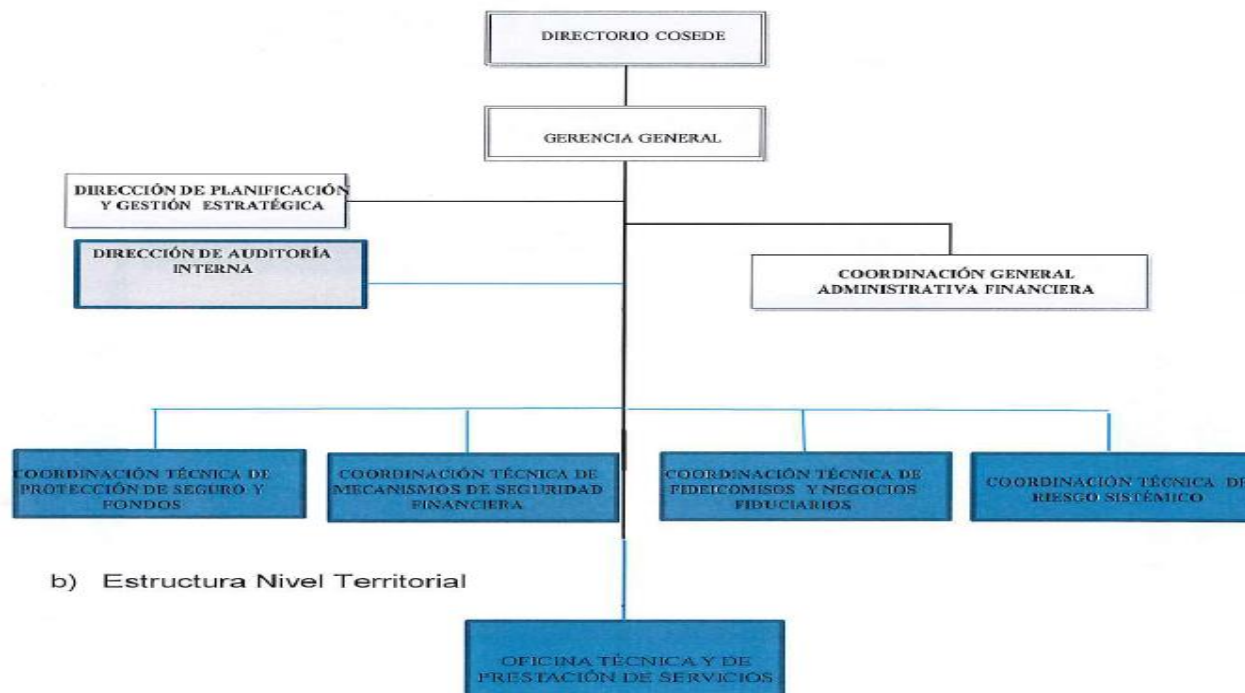 DIRECTORIO COSEDE
GERENCIA GENERAL
DIRECCIÓN DE PLANIFICACIÓN
Y GESTIÓN ESTRATÉGICA
DIRECCIÓN DE AUDITORÍA
INTERNA
COORDINACIÓN GENERAL
ADMINISTRATIVA FINANCIERA
COORDINACIÓN TÉCNICA DE
PROTECCIÓN DE SEGURO Y
FONDOS
COORDINACIÓN TÉCNICA DE
MECANISMOS DE SEGURIDAD
FINANCIERA
COORDINACIÓN TÉCNICA DE
FIDEICOMISOS Y NEGOCIOS
FIDUCIARIOS
COORDINACIÓN TÉCNICA DE
RIESGO SISTÉMICO
b) Estructura Nivel Territorial
OFICINA TÉCNICA Y DE
PRESTACIÓN DE SERVICIOS